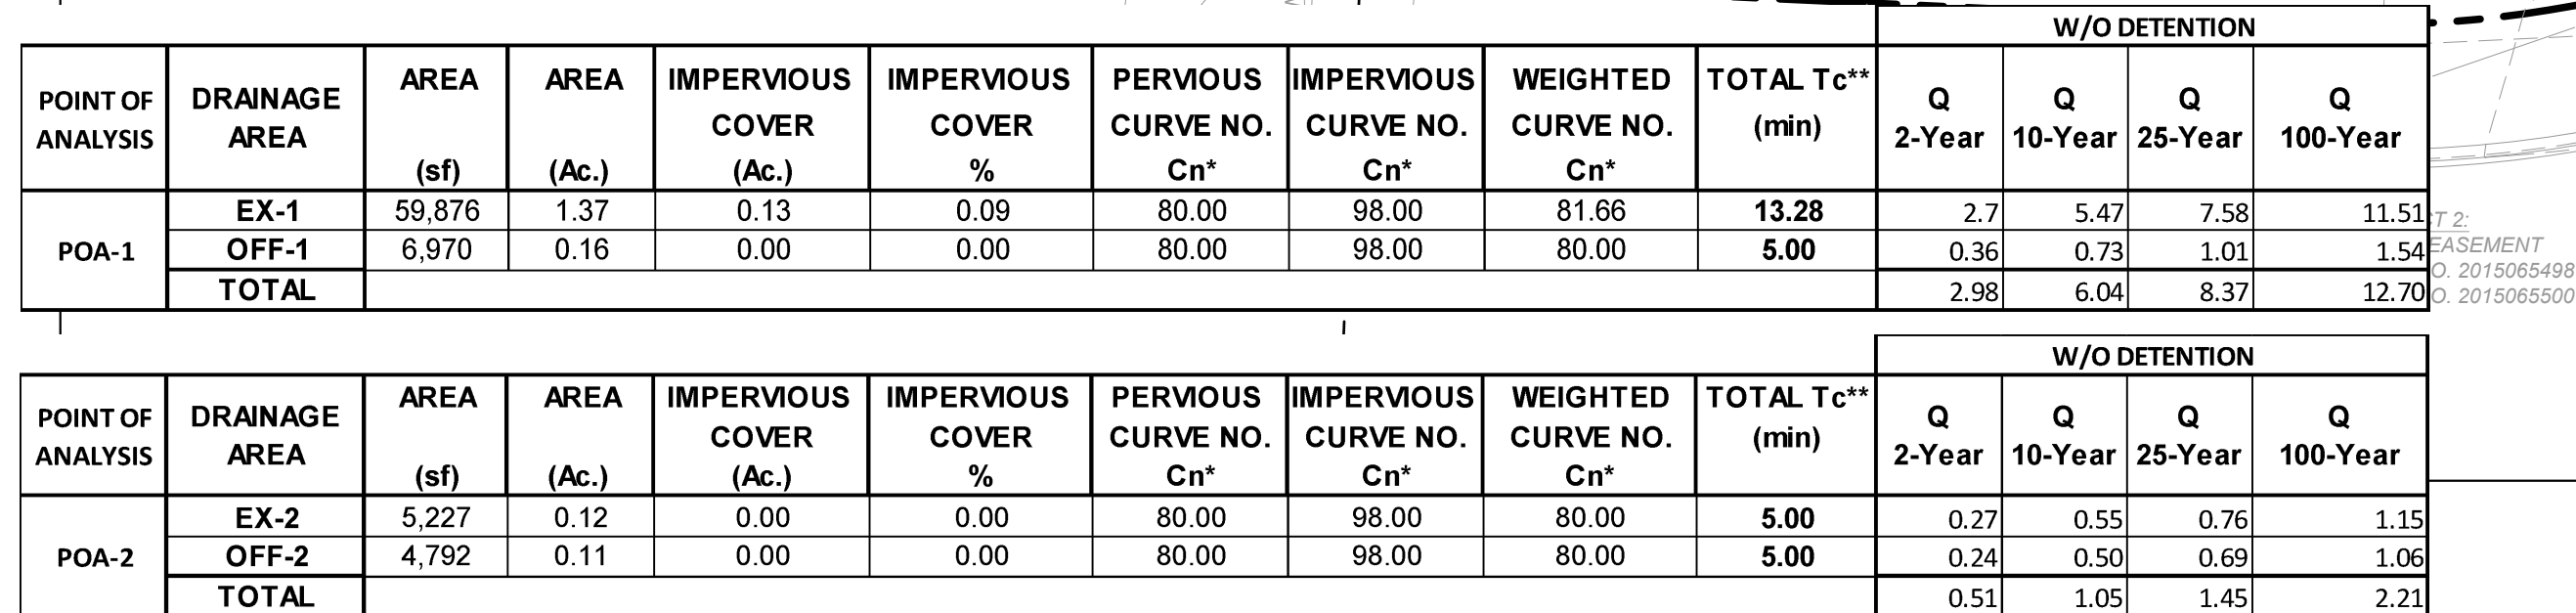 W/O DETENTION
POINT OF ANALYSIS | DRAINAGE AREA | AREA (sf) | AREA (Ac.) | IMPERVIOUS COVER (Ac.) | IMPERVIOUS COVER % | PERVIOUS CURVE NO. Cn* | IMPERVIOUS CURVE NO. Cn* | WEIGHTED CURVE NO. Cn* | TOTAL Tc** (min) | Q 2-Year | Q 10-Year | Q 25-Year | Q 100-Year
POA-1 | EX-1 | 59,876 | 1.37 | 0.13 | 0.09 | 80.00 | 98.00 | 81.66 | 13.28 | 2.7 | 5.47 | 7.58 | 11.51
OFF-1 | 6,970 | 0.16 | 0.00 | 0.00 | 80.00 | 98.00 | 80.00 | 5.00 | 0.36 | 0.73 | 1.01 | 1.54
TOTAL | 2.98 | 6.04 | 8.37 | 12.70
T 2:
EASEMENT
O. 2015065498
O. 2015065500
W/O DETENTION
POINT OF ANALYSIS | DRAINAGE AREA | AREA (sf) | AREA (Ac.) | IMPERVIOUS COVER (Ac.) | IMPERVIOUS COVER % | PERVIOUS CURVE NO. Cn* | IMPERVIOUS CURVE NO. Cn* | WEIGHTED CURVE NO. Cn* | TOTAL Tc** (min) | Q 2-Year | Q 10-Year | Q 25-Year | Q 100-Year
POA-2 | EX-2 | 5,227 | 0.12 | 0.00 | 0.00 | 80.00 | 98.00 | 80.00 | 5.00 | 0.27 | 0.55 | 0.76 | 1.15
OFF-2 | 4,792 | 0.11 | 0.00 | 0.00 | 80.00 | 98.00 | 80.00 | 5.00 | 0.24 | 0.50 | 0.69 | 1.06
TOTAL | 0.51 | 1.05 | 1.45 | 2.21